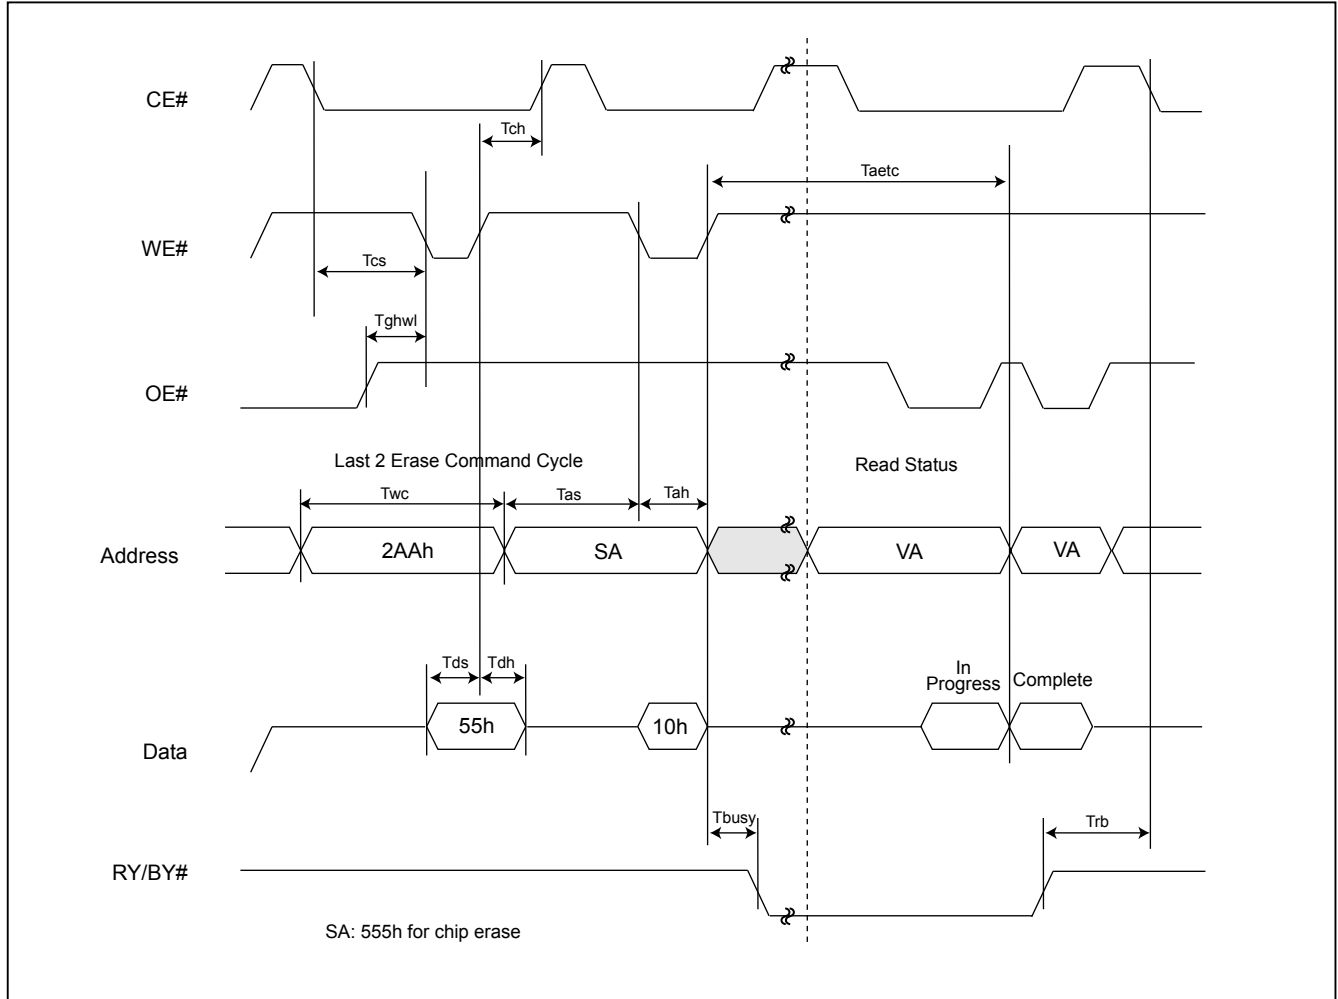 CE#
Tch
Taetc
WE#
Tcs
Tghwl
OE#
Last 2 Erase Command Cycle
Read Status
Twc
Tas
Tah
Address
2AAh
SA
VA
VA
Tds
Tdh
In
Progress
Complete
55h
10h
Data
Tbusy
Trb
RY/BY#
SA: 555h for chip erase